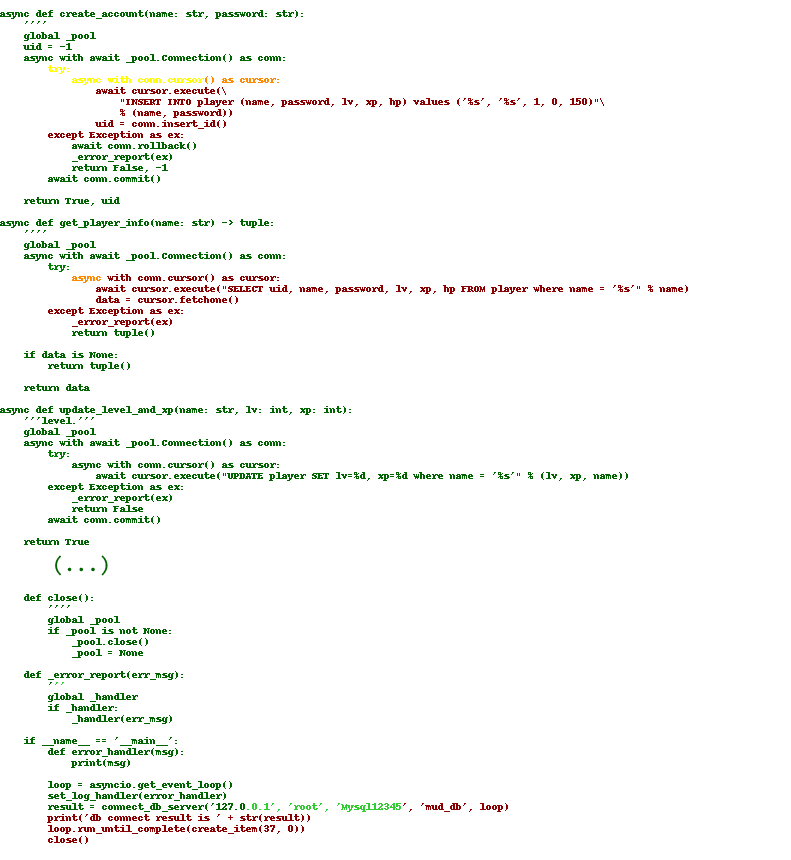 async def create_account(name: str, password: str):
''''
global _pool
uid = -1
async with await _pool.Connection() as conn:
try:
async with conn.cursor() as cursor:
await cursor.execute(\
"INSERT INTO player (name, password, lv, xp, hp) values ('%s', '%s', 1, 0, 150)"\
% (name, password))
uid = conn.insert_id()
except Exception as ex:
await conn.rollback()
_error_report(ex)
return False, -1
await conn.commit()
return True, uid
async def get_player_info(name: str) -> tuple:
''''
global _pool
async with await _pool.Connection() as conn:
try:
async with conn.cursor() as cursor:
await cursor.execute("SELECT uid, name, password, lv, xp, hp FROM player where name = '%s'" % name)
data = cursor.fetchone()
except Exception as ex:
_error_report(ex)
return tuple()
if data is None:
return tuple()
return data
async def update_level_and_xp(name: str, lv: int, xp: int):
'''level.'''
global _pool
async with await _pool.Connection() as conn:
try:
async with conn.cursor() as cursor:
await cursor.execute("UPDATE player SET lv=%d, xp=%d where name = '%s'" % (lv, xp, name))
except Exception as ex:
_error_report(ex)
return False
await conn.commit()
return True
(...)
def close():
''''
global _pool
if _pool is not None:
_pool.close()
_pool = None
def _error_report(err_msg):
'''
global _handler
if _handler:
_handler(err_msg)
if __name__ == '__main__':
def error_handler(msg):
print(msg)
loop = asyncio.get_event_loop()
set_log_handler(error_handler)
result = connect_db_server('127.0.0.1', 'root', 'Mysql12345', 'mud_db', loop)
print('db connect result is ' + str(result))
loop.run_until_complete(create_item(37, 0))
close()